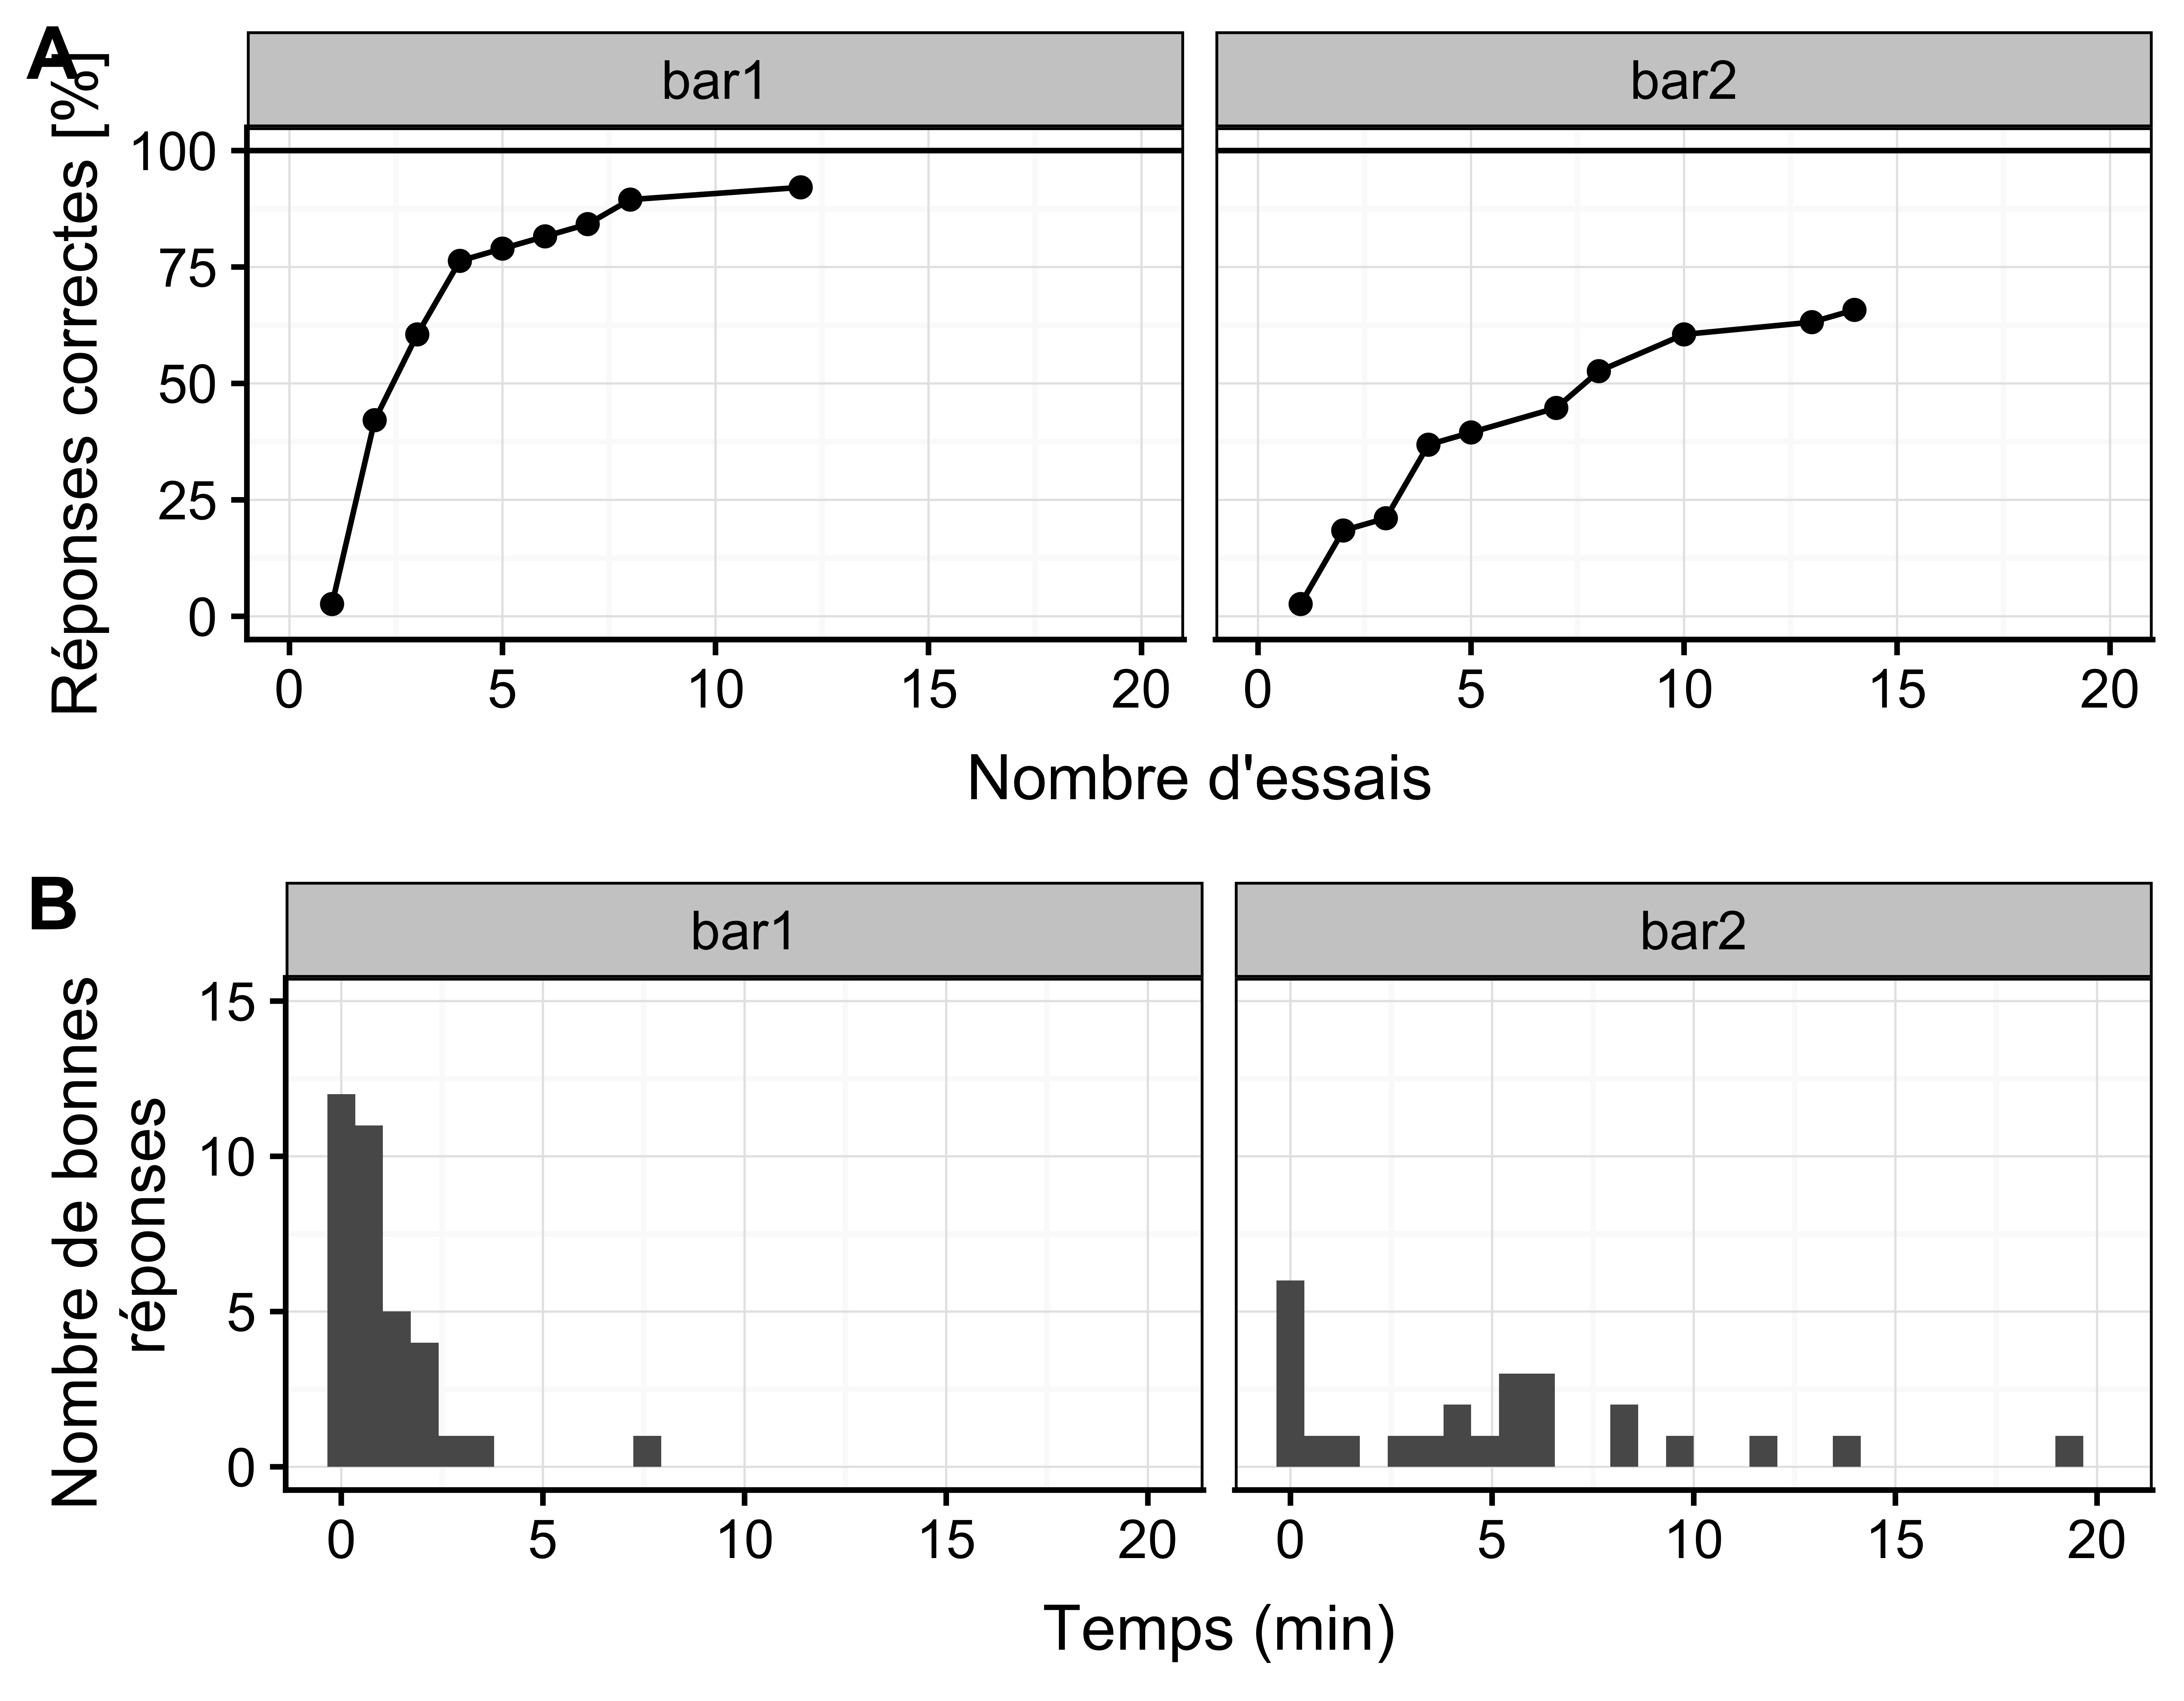 A
bar1
bar2
Réponses correctes [%]
100
75
50
25
0
0 5 10 15 20
0 5 10 15 20
Nombre d'essais
B
bar1
bar2
Nombre de bonnes
réponses
15
10
5
0
0 5 10 15 20
0 5 10 15 20
Temps (min)